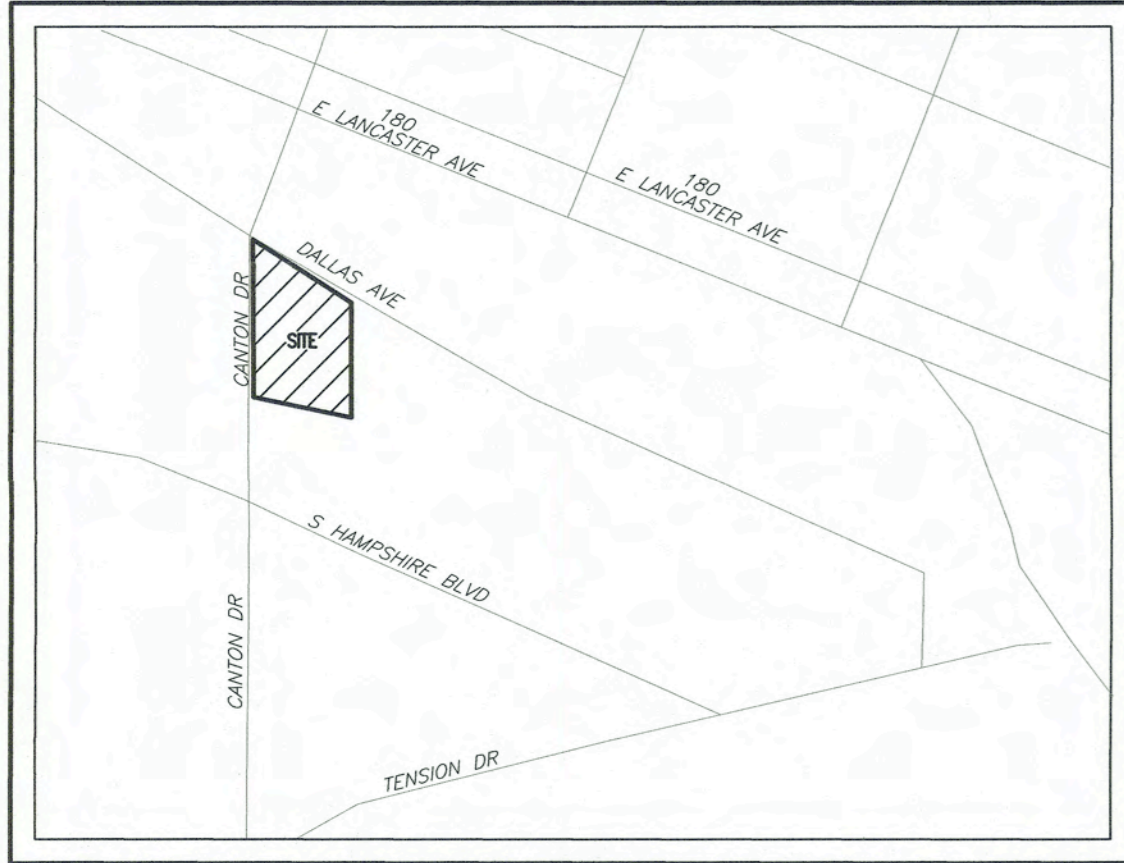 180
E LANCASTER AVE
180
E LANCASTER AVE
DALLAS AVE
CANTON DR
SITE
S HAMPSHIRE BLVD
CANTON DR
TENSION DR